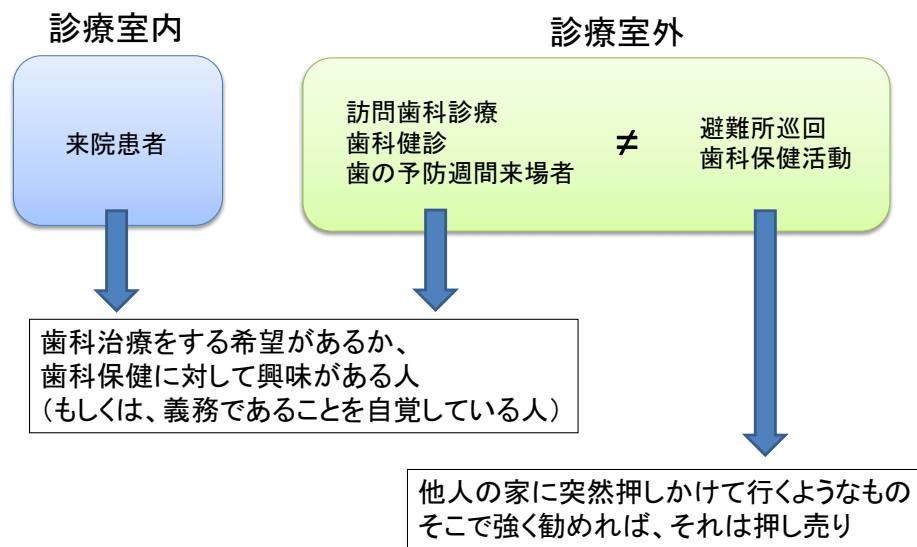 診療室内
診療室外
来院患者
訪問歯科診療
歯科健診
歯の予防週間来場者
≠
避難所巡回
歯科保健活動
歯科治療をする希望があるか、
歯科保健に対して興味がある人
（もしくは、義務であることを自覚している人）
他人の家に突然押しかけて行くようなもの
そこで強く勧めれば、それは押し売り